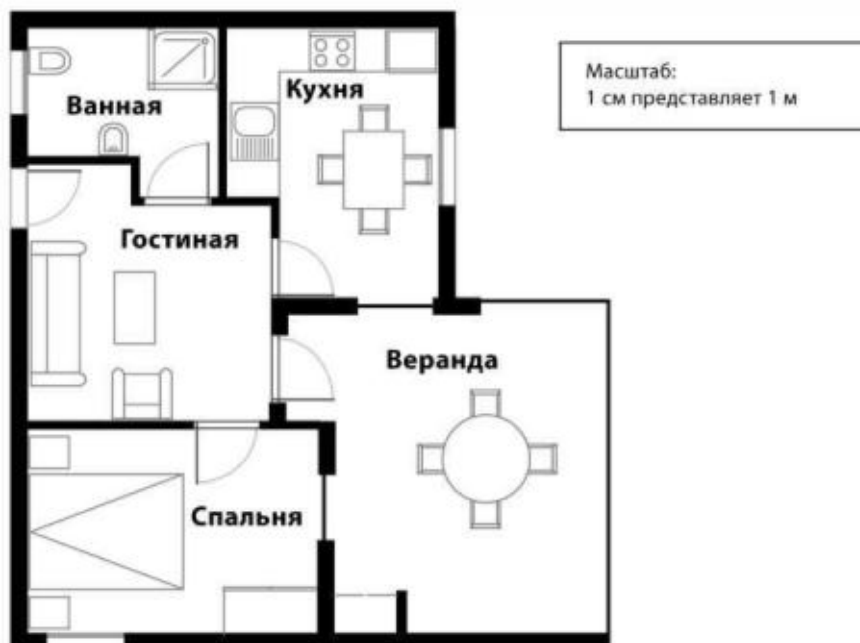 Масштаб:
1 см представляет 1 м
Ванная
Кухня
Гостиная
Веранда
Спальня